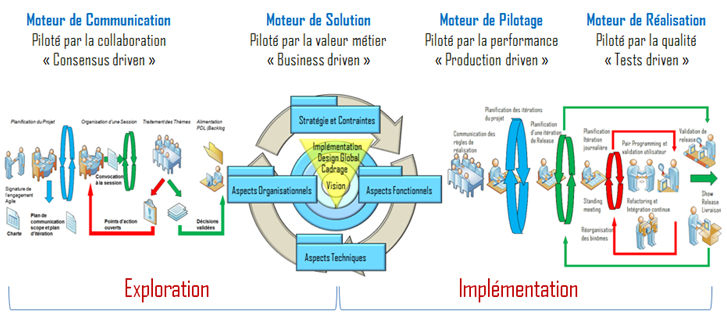 Moteur de Communication
Piloté par la collaboration
« Consensus driven »
Moteur de Solution
Piloté par la valeur métier
« Business driven »
Moteur de Pilotage
Piloté par la performance
« Production driven »
Moteur de Réalisation
Piloté par la qualité
« Tests driven »
Planification du Projet
Organisation d'une Session
Traitement des Thèmes
Alimentation
PDL (Backlog)
Signature de
l'engagement
Agile
Charte
Plan de
communication
scope et plan
d'itération
Convocation
à la session
Points d'action
ouverts
Décisions
validées
Stratégie et Contraintes
Implémentation
Design Global
Cadrage
Vision
Aspects Organisationnels
Aspects Fonctionnels
Aspects Techniques
Communication des
règles de
réalisation
Planification des itérations
du projet
Planification
d'une itération
de Release
Planification
Itération
journalière
Pair Programming et
validation utilisateur
Validation de
release
Standing
meeting
Refactoring et
Intégration continue
Réorganisation
des binômes
Show
Release
Livraison
Exploration
Implémentation